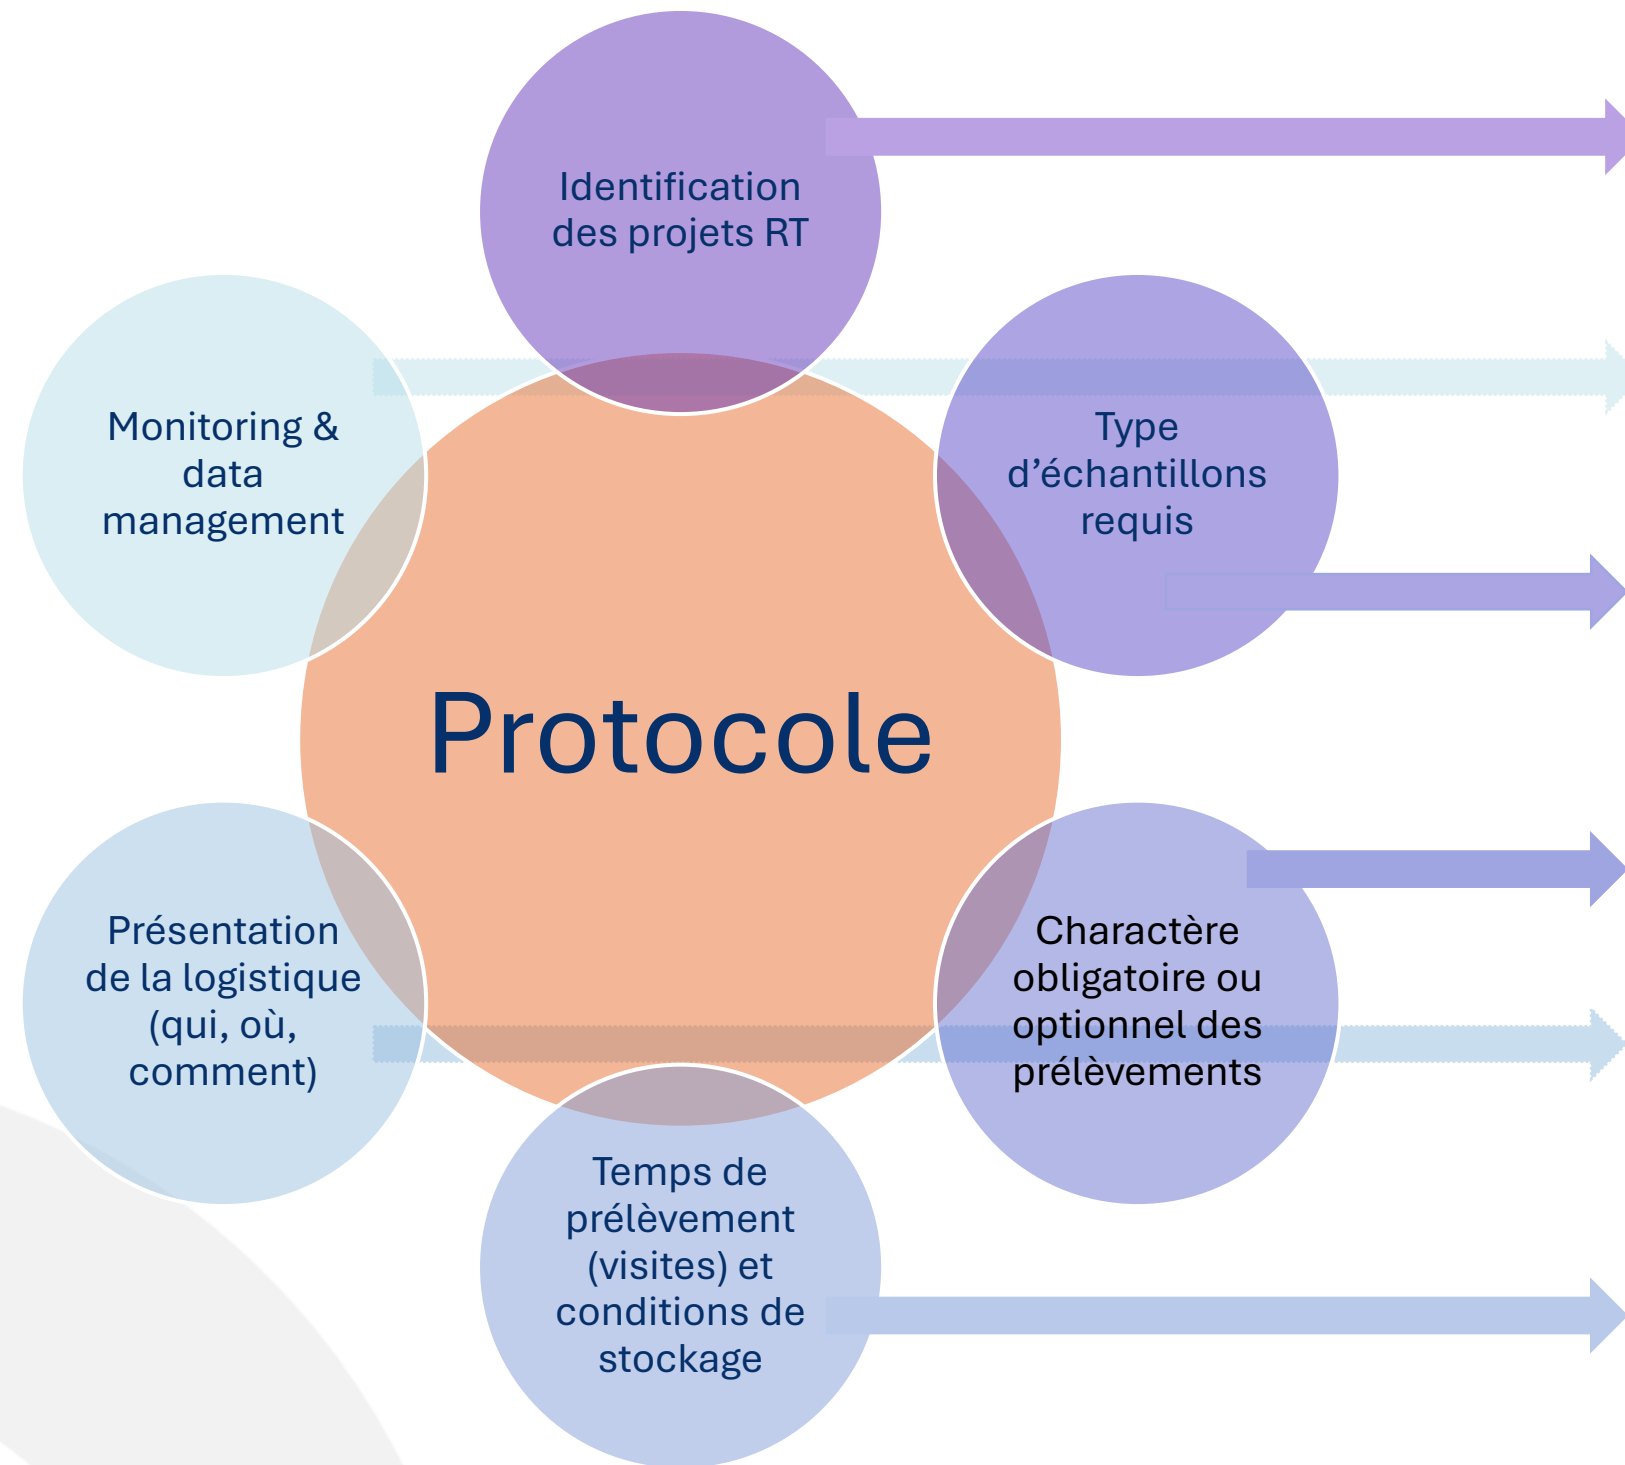 Identification
des projets RT
Type
d’échantillons
requis
Charactère
obligatoire ou
optionnel des
prélèvements
Temps de
prélèvement
(visites) et
conditions de
stockage
Présentation
de la logistique
(qui, où,
comment)
Monitoring &
data
management
Protocole